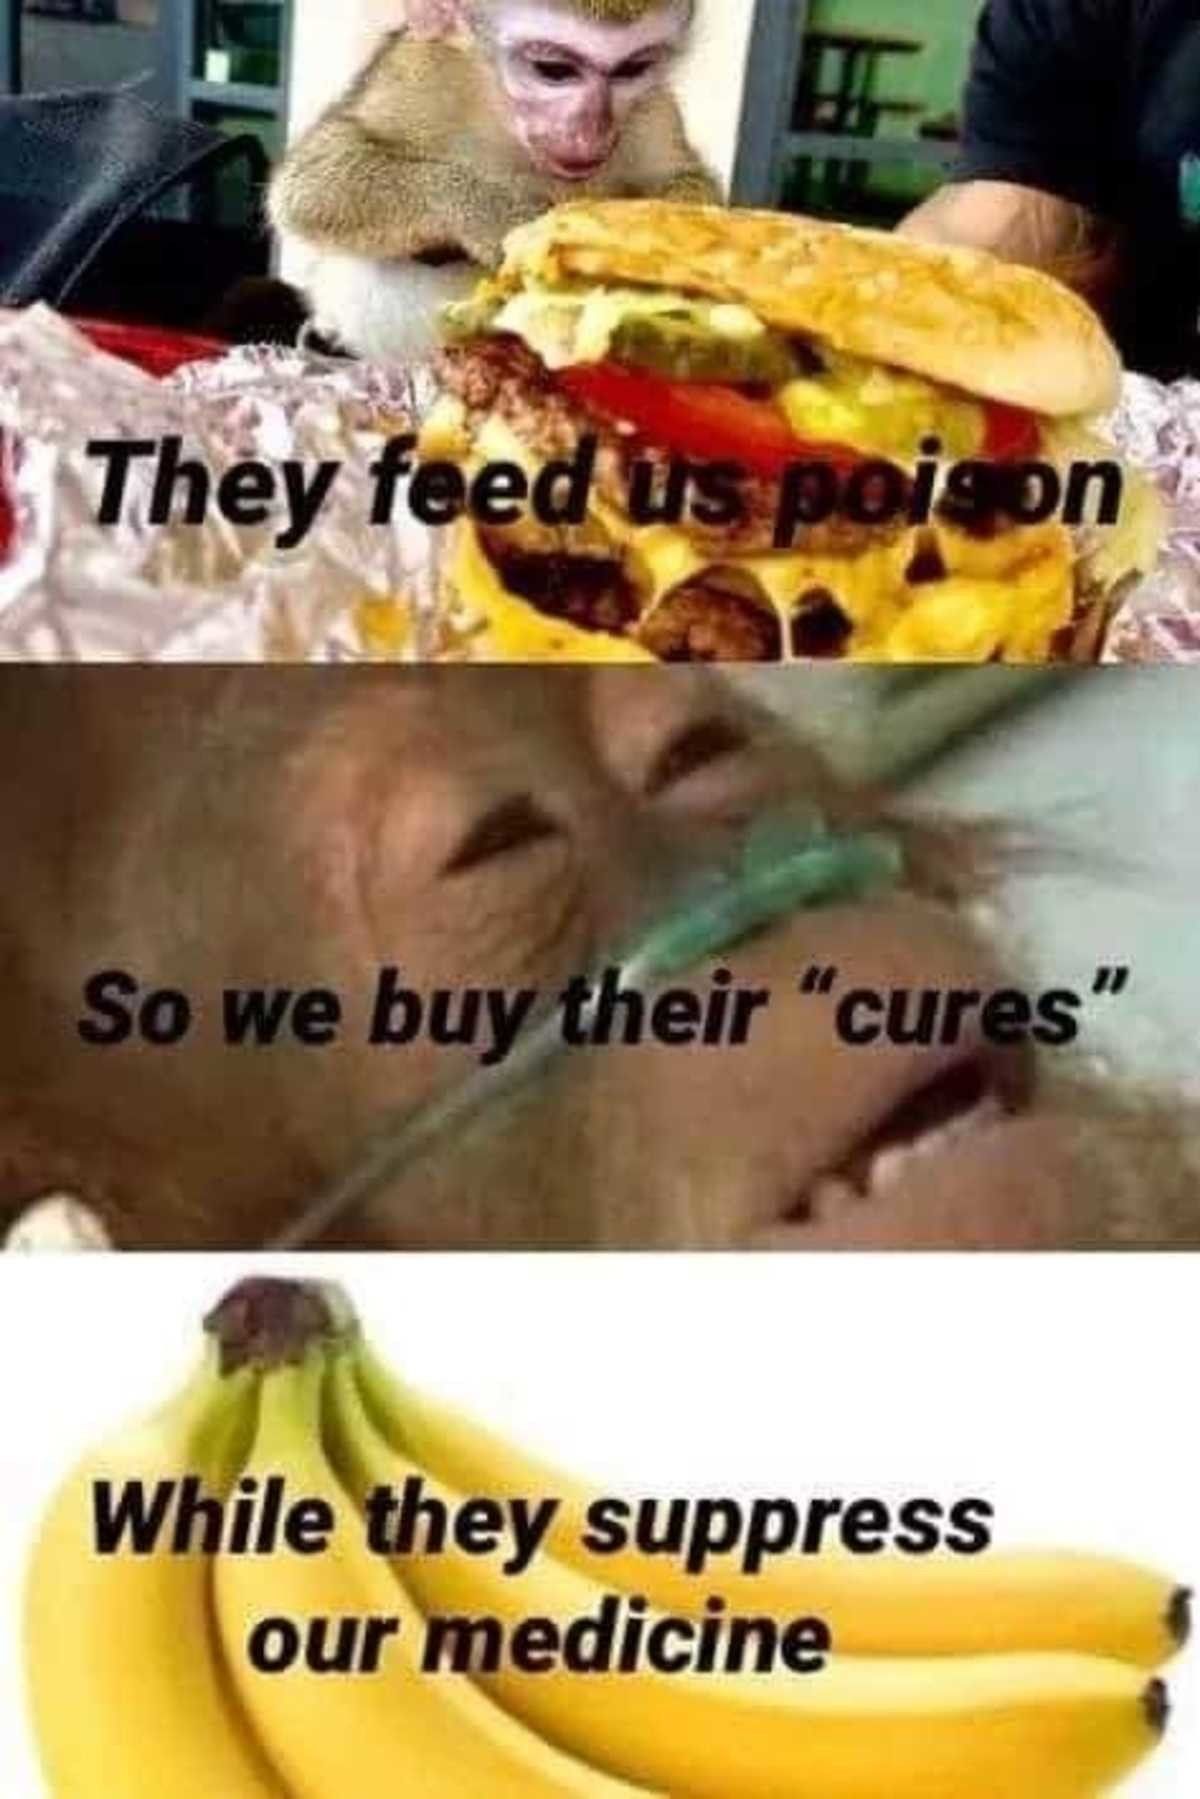 They feed us poison
So we buy their “cures”
While they suppress
our medicine